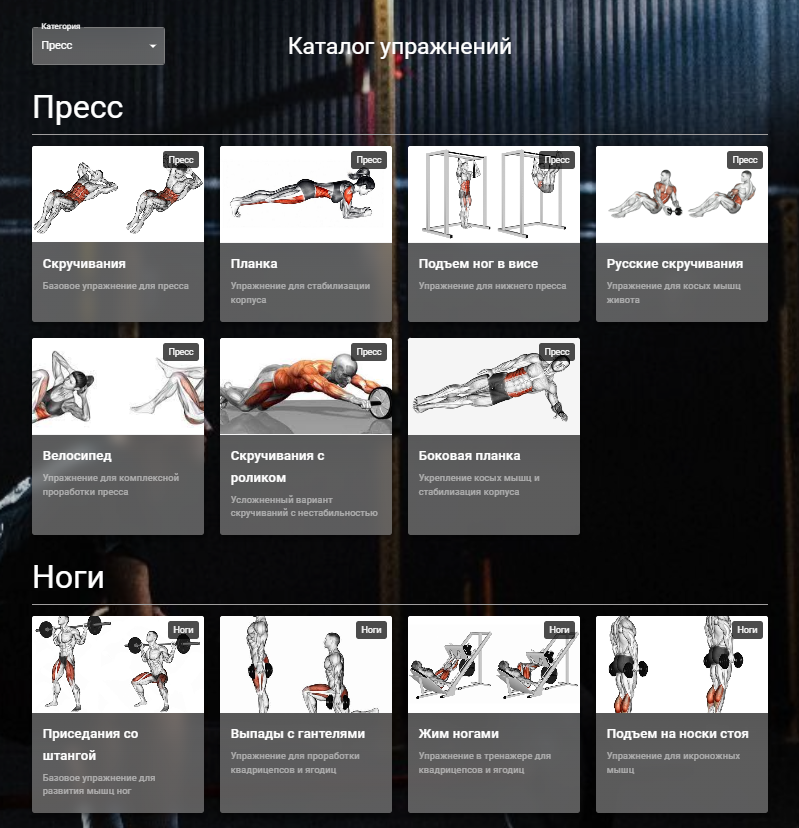 Категория
Пресс
Каталог упражнений
Пресс
Пресс
Пресс
Пресс
Пресс
Скручивания
Базовое упражнение для пресса
Планка
Упражнение для стабилизации
корпуса
Подъем ног в висе
Упражнение для нижнего пресса
Русские скручивания
Упражнение для косых мышц
живота
Пресс
Пресс
Пресс
Велосипед
Упражнение для комплексной
проработки пресса
Скручивания с
роликом
Усложненный вариант
скручиваний с нестабильностью
Боковая планка
Укрепление косых мышц и
стабилизация корпуса
Ноги
Ноги
Ноги
Ноги
Ноги
Приседания со
штангой
Базовое упражнение для
развития мышц ног
Выпады с гантелями
Упражнение для проработки
квадрицепсов и ягодиц
Жим ногами
Упражнение в тренажере для
квадрицепсов и ягодиц
Подъем на носки стоя
Упражнение для икроножных
мышц